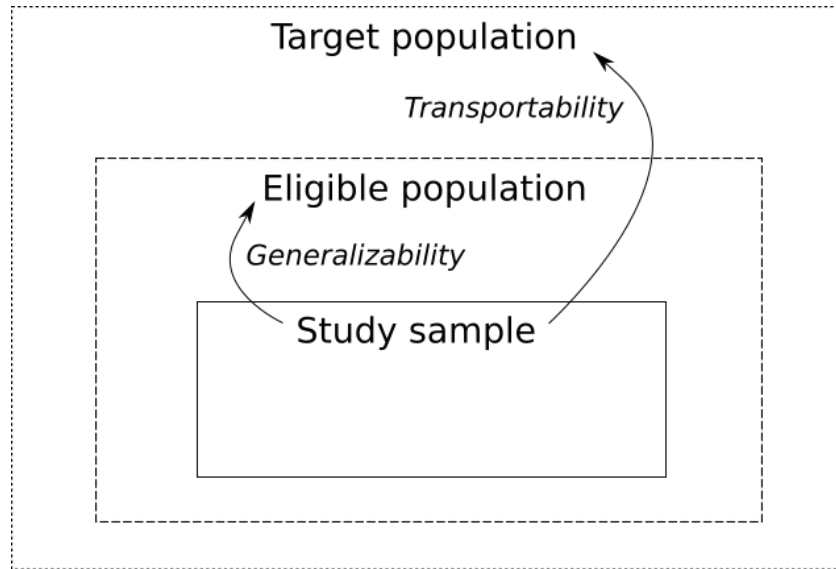 Target population
Transportability
Eligible population
Generalizability
Study sample